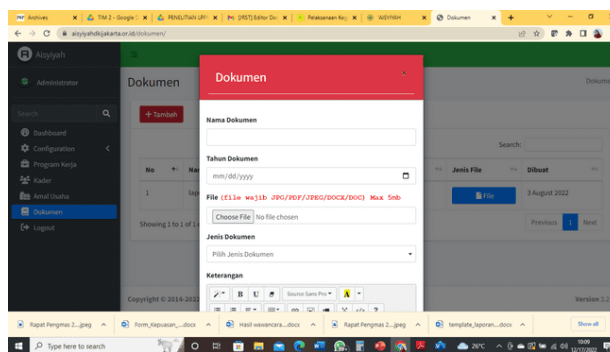 Archives
TIM 2 - Google
PENELITIAN LPP
[PRST] Editor Doc
Pelaksanaan Keg
AISYIYAH
Dokumen
aisyiyahdkijakarta.or.id/dokumen/
Aisyiyah
Administrator
Search
Dashboard
Configuration
Program Kerja
Kader
Amal Usaha
Dokumen
Logout
Dokumen
+ Tambah
No
Showing 1 to 1 of 1
Copyright © 2014-2022
Dokumen
×
Nama Dokumen
Tahun Dokumen
mm/dd/yyyy
File (file wajib JPG/PDF/JPEG/DOCX/DOC) Max 5mb
Choose File No file chosen
Jenis Dokumen
Pilih Jenis Dokumen
Keterangan
B U
Source Sans Pro
A
Search:
Jenis File
Dibuat
1
File
3 August 2022
Previous 1 Next
Rapat Pengmas 2....jpeg
Form_Kepuasan_....docx
Hasil wawancara....docx
Rapat Pengmas 2....jpeg
template_laporan....docx
Show all
Type here to search
26°C
10:09
12/17/2022